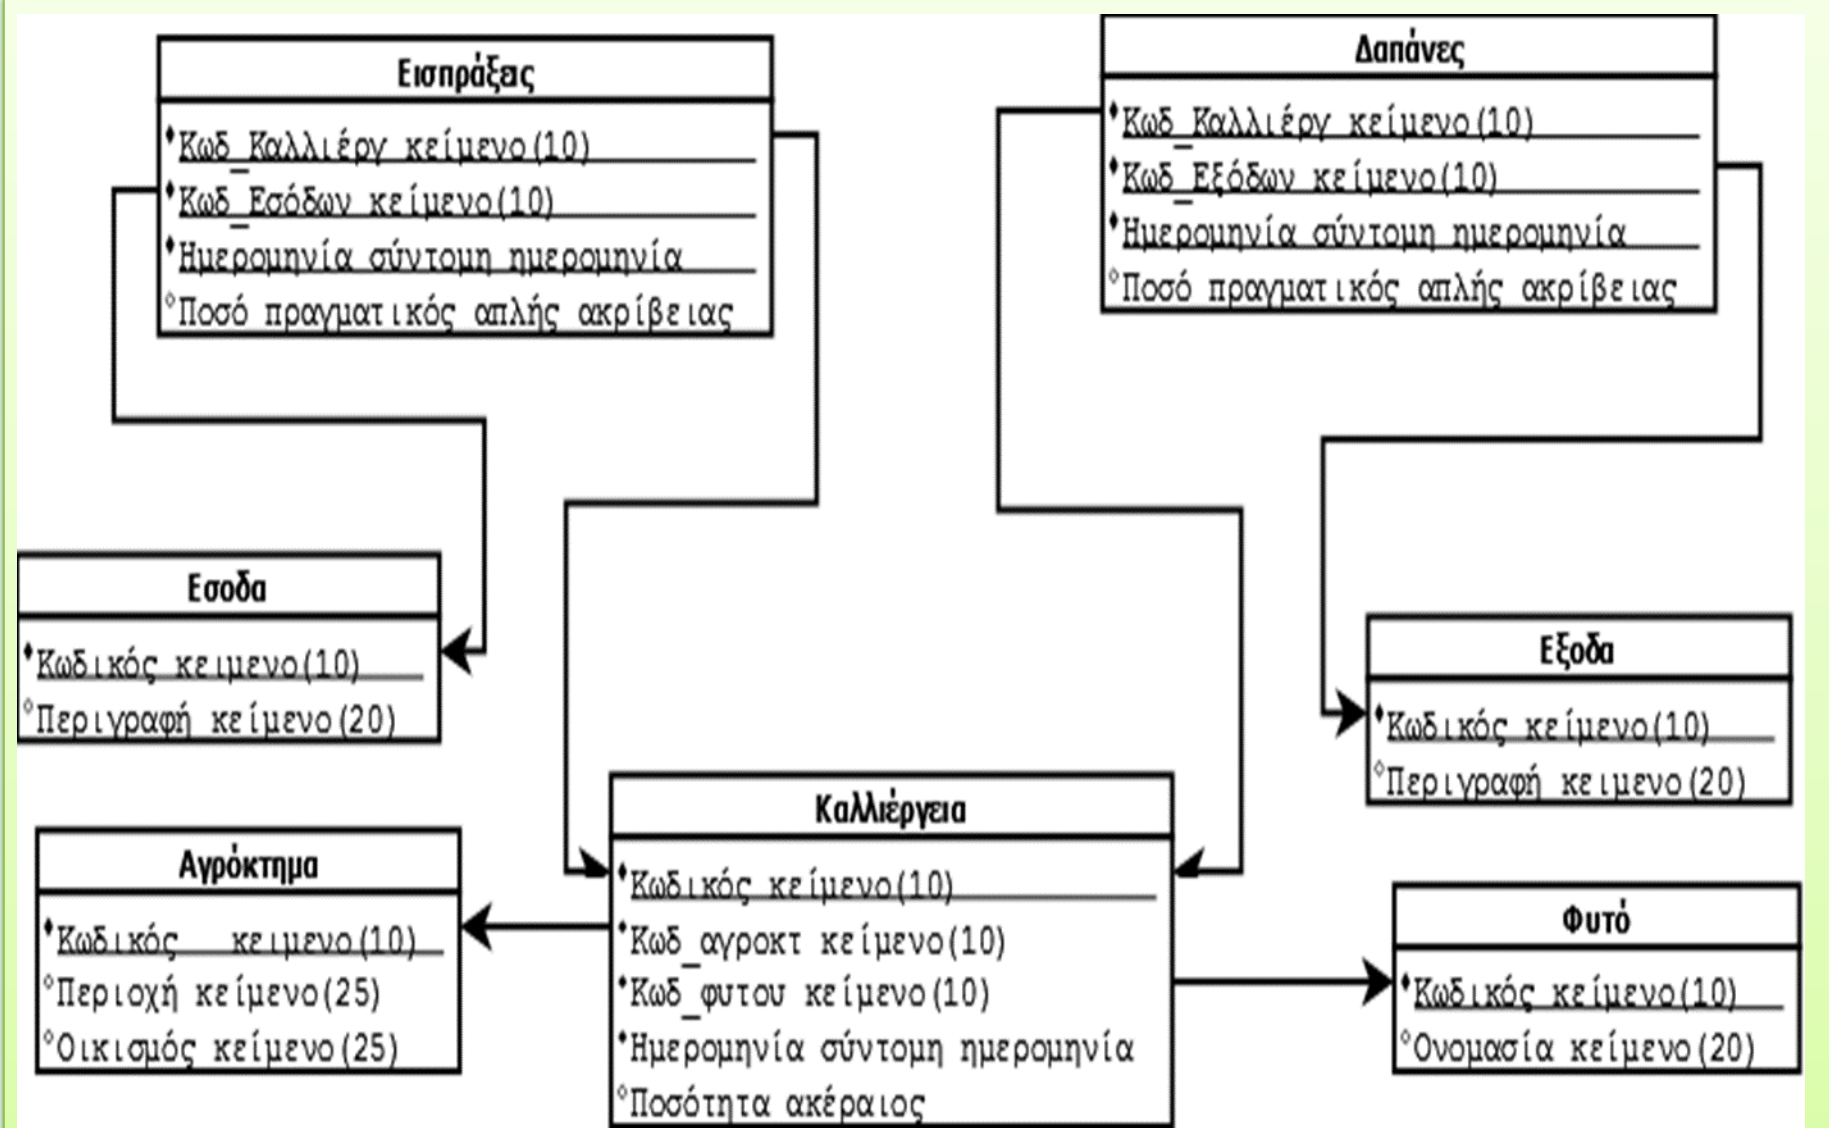 Εισπράξεις
Κωδ_Καλλιέργ κείμενο(10)
Κωδ_Εσόδων κείμενο(10)
Ημερομηνία σύντομη ημερομηνία
Ποσό πραγματικός απλής ακρίβειας
Δαπάνες
Κωδ_Καλλιέργ κείμενο(10)
Κωδ_Εξόδων κείμενο(10)
Ημερομηνία σύντομη ημερομηνία
Ποσό πραγματικός απλής ακρίβειας
Εσοδα
Κωδικός κειμενο(10)
Περιγραφή κείμενο(20)
Εξοδα
Κωδικός κείμενο(10)
Περιγραφή κειμενο(20)
Αγρόκτημα
Κωδικός κειμενο(10)
Περιοχή κείμενο(25)
Οικισμός κείμενο(25)
Καλλιέργεια
Κωδικός κείμενο(10)
Κωδ_αγροκτ κείμενο(10)
Κωδ_φυτου κείμενο(10)
Ημερομηνία σύντομη ημερομηνία
Ποσότητα ακέραιος
Φυτό
Κωδικός κείμενο(10)
Ονομασία κείμενο(20)